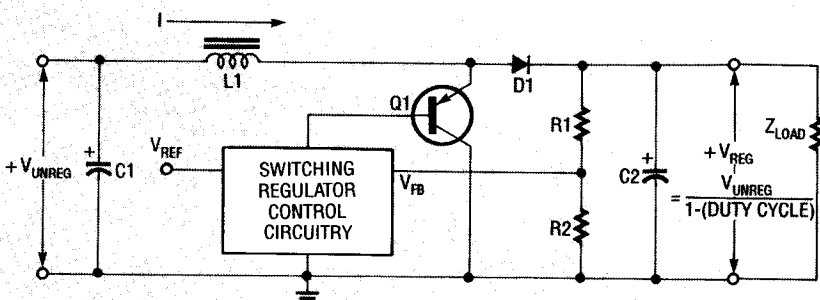 I
L1
D1
Q1
R1
+ VUNREG
+
C1
VREF
SWITCHING
REGULATOR
CONTROL
CIRCUITRY
VFB
R2
+
C2
+ VREG
= VUNREG
1-(DUTY CYCLE)
ZLOAD